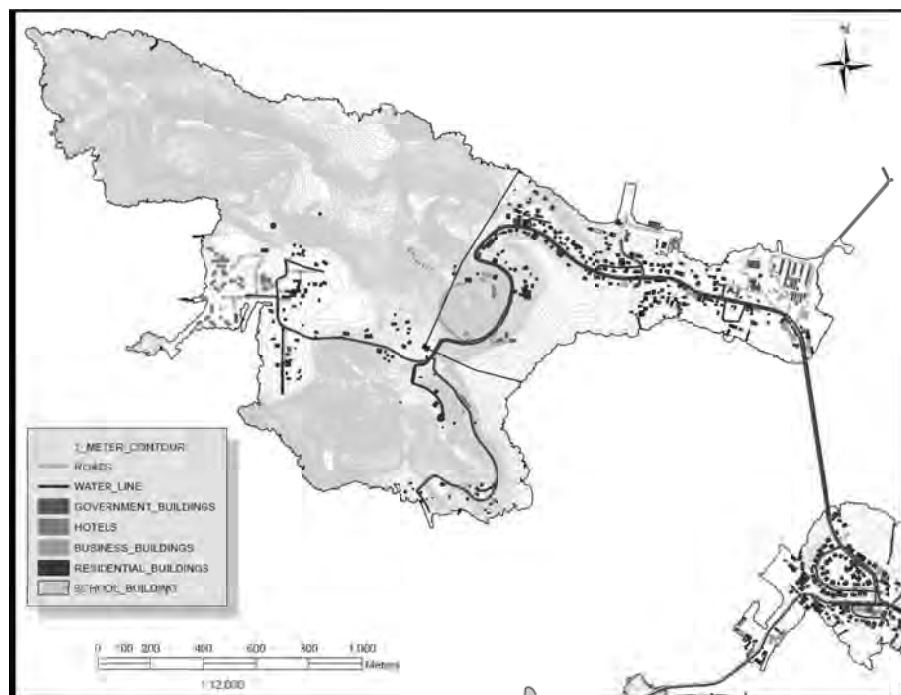 1_METER_CONTOUR
ROADS
WATER_LINE
GOVERNMENT_BUILDINGS
HOTELS
BUSINESS_BUILDINGS
RESIDENTIAL_BUILDINGS
SCHOOL_BUILDING
0 100 200 400 600 800 1,000
Meters
1:12,000